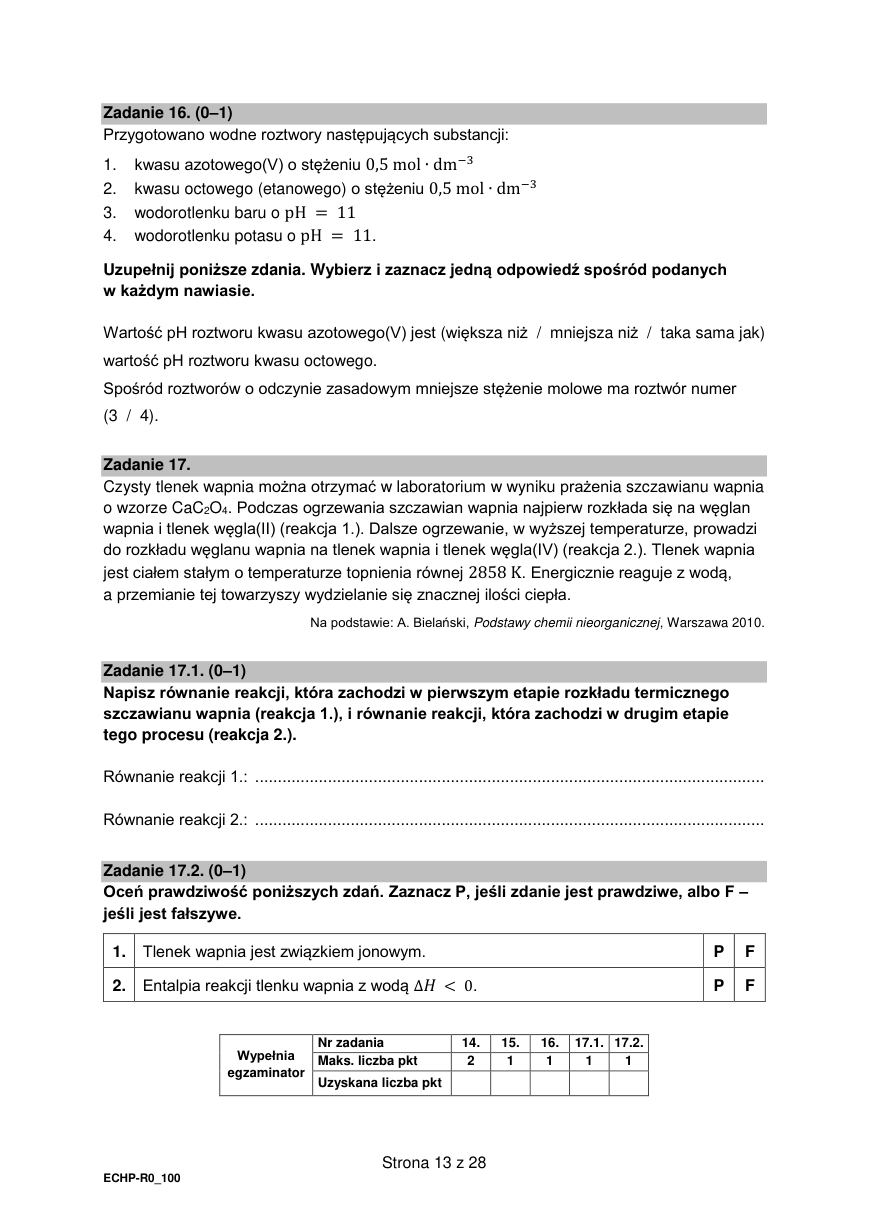 Zadanie 16. (0–1)
Przygotowano wodne roztwory następujących substancji:
1. kwasu azotowego(V) o stężeniu 0,5 mol ∙ dm⁻³
2. kwasu octowego (etanowego) o stężeniu 0,5 mol ∙ dm⁻³
3. wodorotlenku baru o pH = 11
4. wodorotlenku potasu o pH = 11.
Uzupełnij poniższe zdania. Wybierz i zaznacz jedną odpowiedź spośród podanych
w każdym nawiasie.
Wartość pH roztworu kwasu azotowego(V) jest (większa niż / mniejsza niż / taka sama jak)
wartość pH roztworu kwasu octowego.
Spośród roztworów o odczynie zasadowym mniejsze stężenie molowe ma roztwór numer
(3 / 4).
Zadanie 17.
Czysty tlenek wapnia można otrzymać w laboratorium w wyniku prażenia szczawianu wapnia
o wzorze CaC₂O₄. Podczas ogrzewania szczawian wapnia najpierw rozkłada się na węglan
wapnia i tlenek węgla(II) (reakcja 1.). Dalsze ogrzewanie, w wyższej temperaturze, prowadzi
do rozkładu węglanu wapnia na tlenek wapnia i tlenek węgla(IV) (reakcja 2.). Tlenek wapnia
jest ciałem stałym o temperaturze topnienia równej 2858 K. Energicznie reaguje z wodą,
a przemianie tej towarzyszy wydzielanie się znacznej ilości ciepła.
Na podstawie: A. Bielański, Podstawy chemii nieorganicznej, Warszawa 2010.
Zadanie 17.1. (0–1)
Napisz równanie reakcji, która zachodzi w pierwszym etapie rozkładu termicznego
szczawianu wapnia (reakcja 1.), i równanie reakcji, która zachodzi w drugim etapie
tego procesu (reakcja 2.).
Równanie reakcji 1.: ................................................................................................................
Równanie reakcji 2.: ................................................................................................................
Zadanie 17.2. (0–1)
Oceń prawdziwość poniższych zdań. Zaznacz P, jeśli zdanie jest prawdziwe, albo F –
jeśli jest fałszywe.
1. Tlenek wapnia jest związkiem jonowym. P F
2. Entalpia reakcji tlenku wapnia z wodą ΔH < 0. P F
Wypełnia egzaminator
Nr zadania 14. 15. 16. 17.1. 17.2.
Maks. liczba pkt 2 1 1 1 1
Uzyskana liczba pkt
Strona 13 z 28
ECHP-R0_100